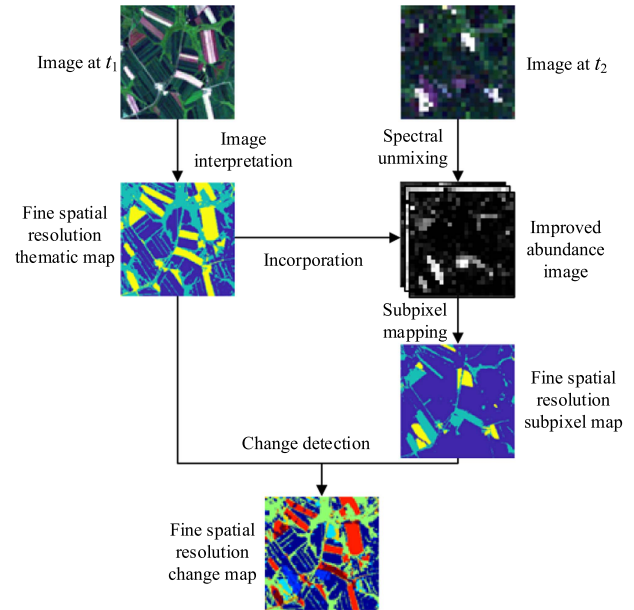 Image at t1
Image at t2
Image
interpretation
Spectral
unmixing
Fine spatial
resolution
thematic map
Incorporation
Improved
abundance
image
Subpixel
mapping
Fine spatial
resolution
subpixel map
Change detection
Fine spatial
resolution
change map